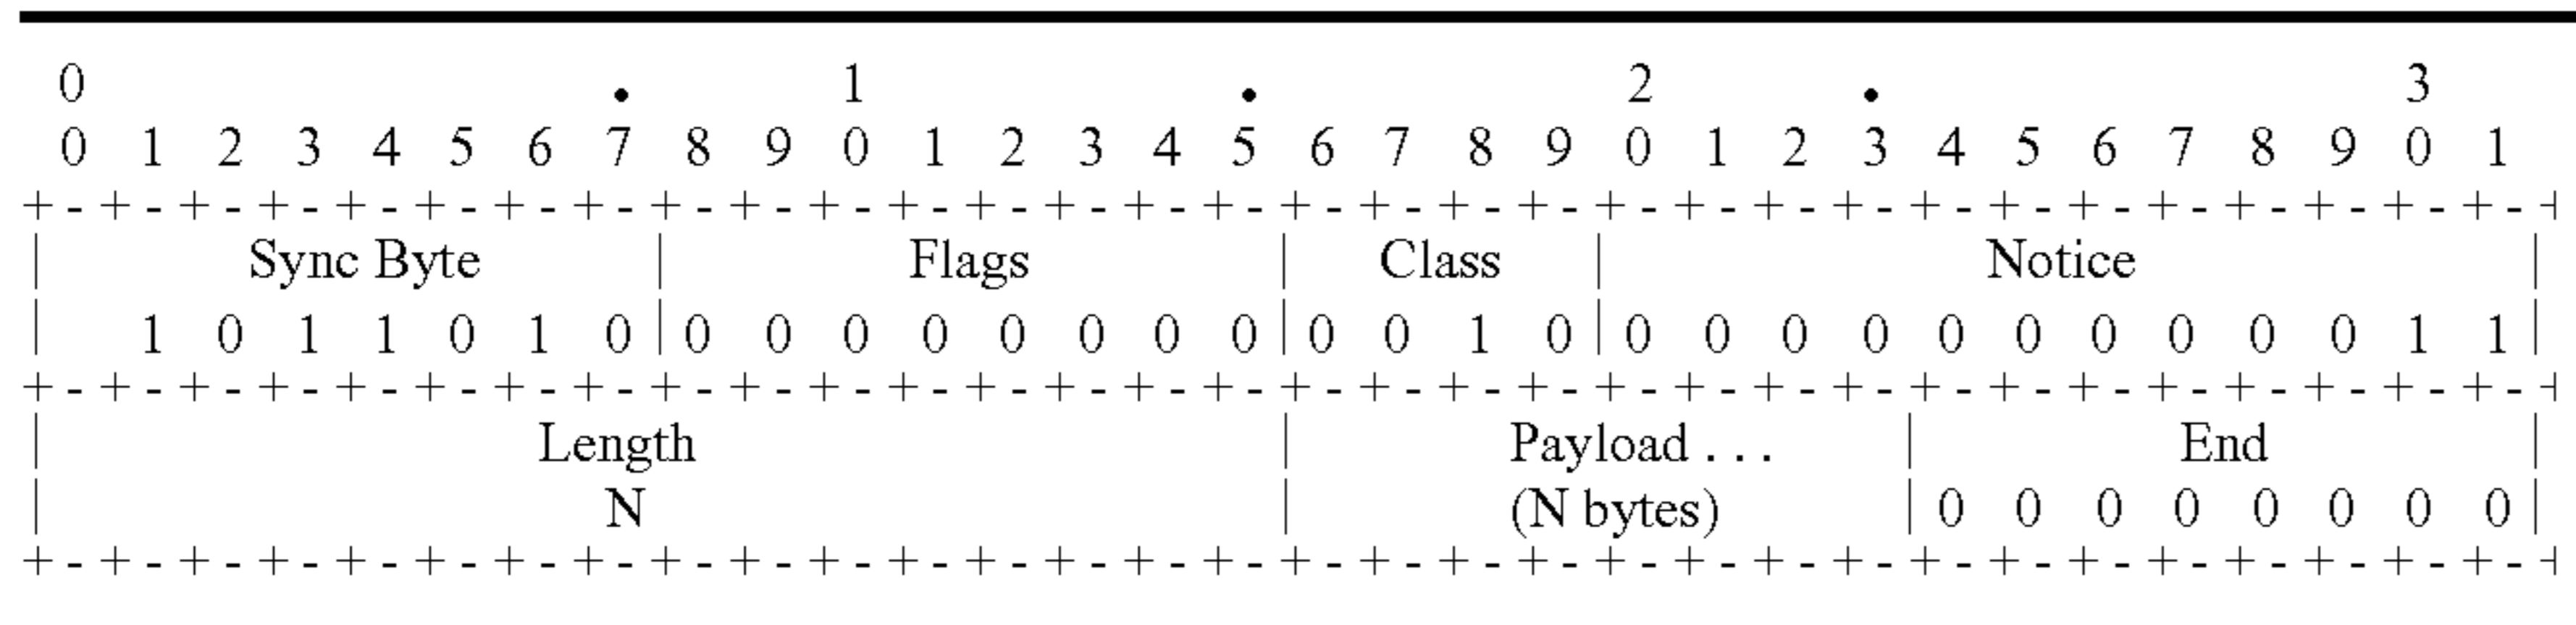 0 • 1 • 2 • 3
0 1 2 3 4 5 6 7 8 9 0 1 2 3 4 5 6 7 8 9 0 1 2 3 4 5 6 7 8 9 0 1
+-+-+-+-+-+-+-+-+-+-+-+-+-+-+-+-+-+-+-+-+-+-+-+-+-+-+-+-+-+-+-+-+
| Sync Byte | Flags | Class | Notice |
| 1 0 1 1 0 1 0 | 0 0 0 0 0 0 0 0 | 0 0 1 0 | 0 0 0 0 0 0 0 0 0 0 1 1 |
+-+-+-+-+-+-+-+-+-+-+-+-+-+-+-+-+-+-+-+-+-+-+-+-+-+-+-+-+-+-+-+-+
| Length | Payload . . . | End |
| N | (N bytes) | 0 0 0 0 0 0 0 0 |
+-+-+-+-+-+-+-+-+-+-+-+-+-+-+-+-+-+-+-+-+-+-+-+-+-+-+-+-+-+-+-+-+